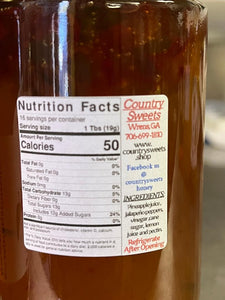 Nutrition Facts
16 servings per container
Serving size 1 Tbs (19g)
Amount Per Serving
Calories 50
% Daily Value*
Total Fat 0g 0%
Saturated Fat 0g 0%
Trans Fat 0g
Sodium 0mg 0%
Total Carbohydrate 13g
Dietary Fiber 0g 0%
Total Sugars 13g
Includes 12g Added Sugars 24%
Protein 0g 0%
Country
Sweets
Wrens, GA
706-699-1810
www.
countrysweets
.shop
Facebook us
@
countrysweets
honey
INGREDIENTS:
Pineapple juice,
jalapeño peppers,
vinegar, cane
sugar, lemon
juice and pectin.
Refrigerate
After Opening